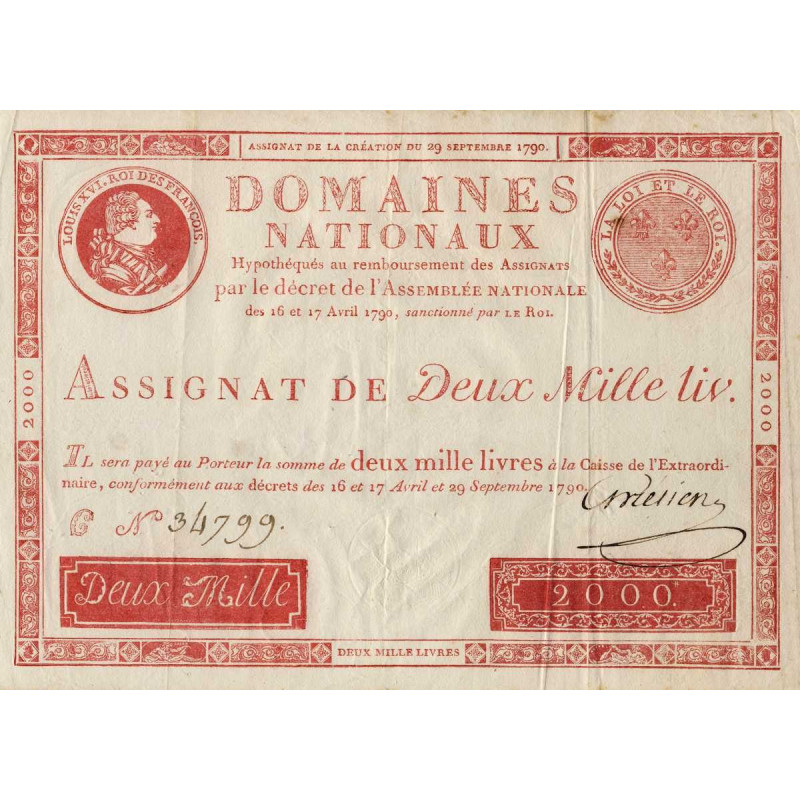 ASSIGNAT DE LA CRÉATION DU 29 SEPTEMBRE 1790.
LOUIS XVI. ROI DES FRANÇOIS.
LA LOI ET LE ROI.
DOMAINES
NATIONAUX
Hypothéqués au remboursement des ASSIGNATS
par le décret de l'ASSEMBLÉE NATIONALE
des 16 et 17 Avril 1790, sanctionné par LE ROI.
2000
2000
ASSIGNAT DE Deux Mille liv.
IL sera payé au Porteur la somme de deux mille livres à la Caisse de l'Extraordi-
naire, conformément aux décrets des 16 et 17 Avril et 29 Septembre 1790.
G No 34799.
Deux Mille
2000.
DEUX MILLE LIVRES